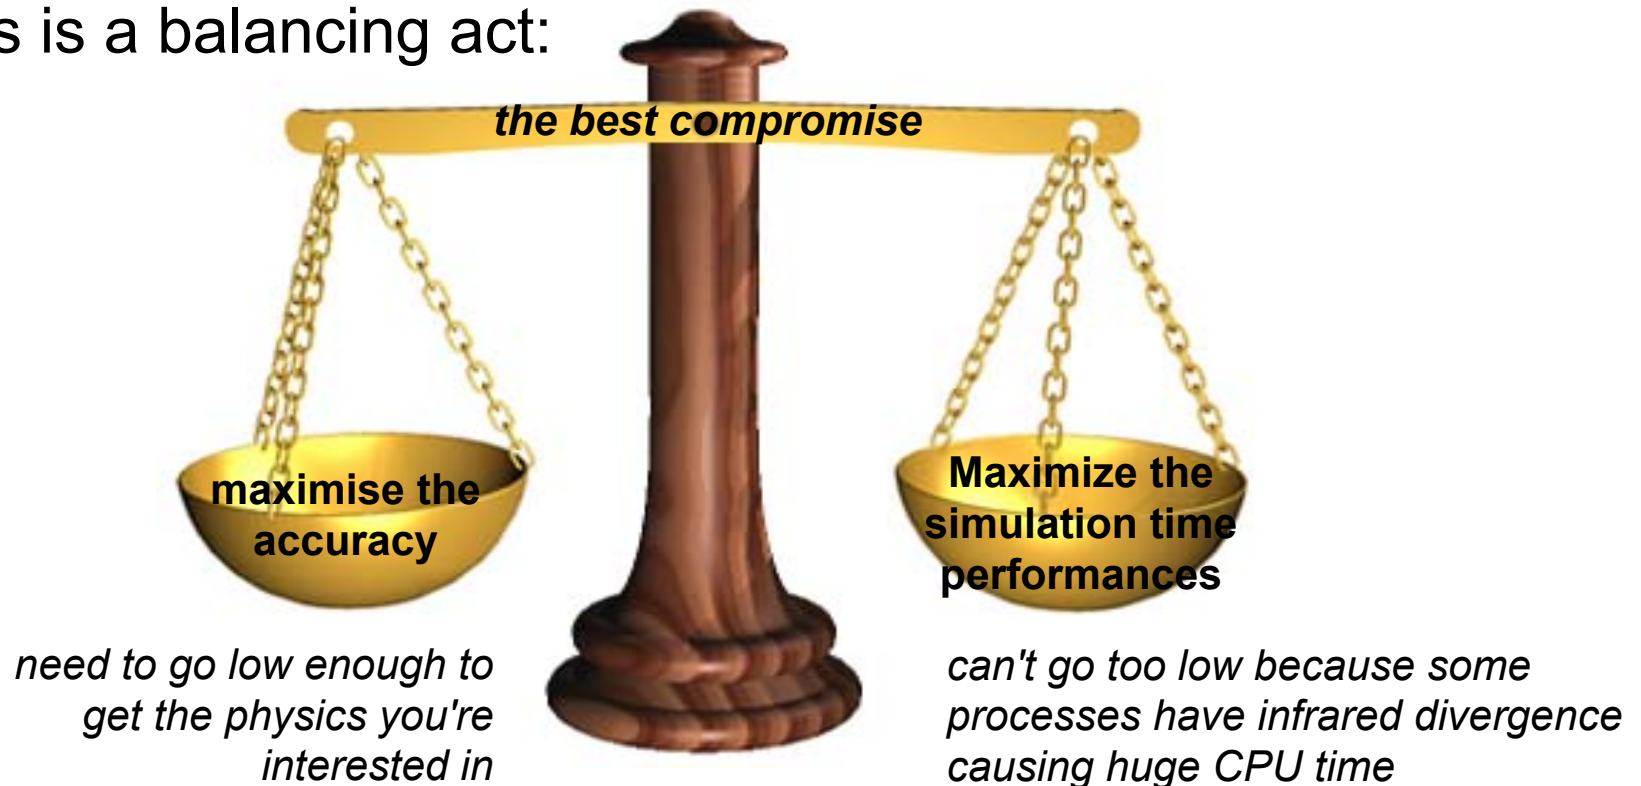 s is a balancing act:
the best compromise
maximise the
accuracy
Maximize the
simulation time
performances
need to go low enough to
get the physics you're
interested in
can't go too low because some
processes have infrared divergence
causing huge CPU time